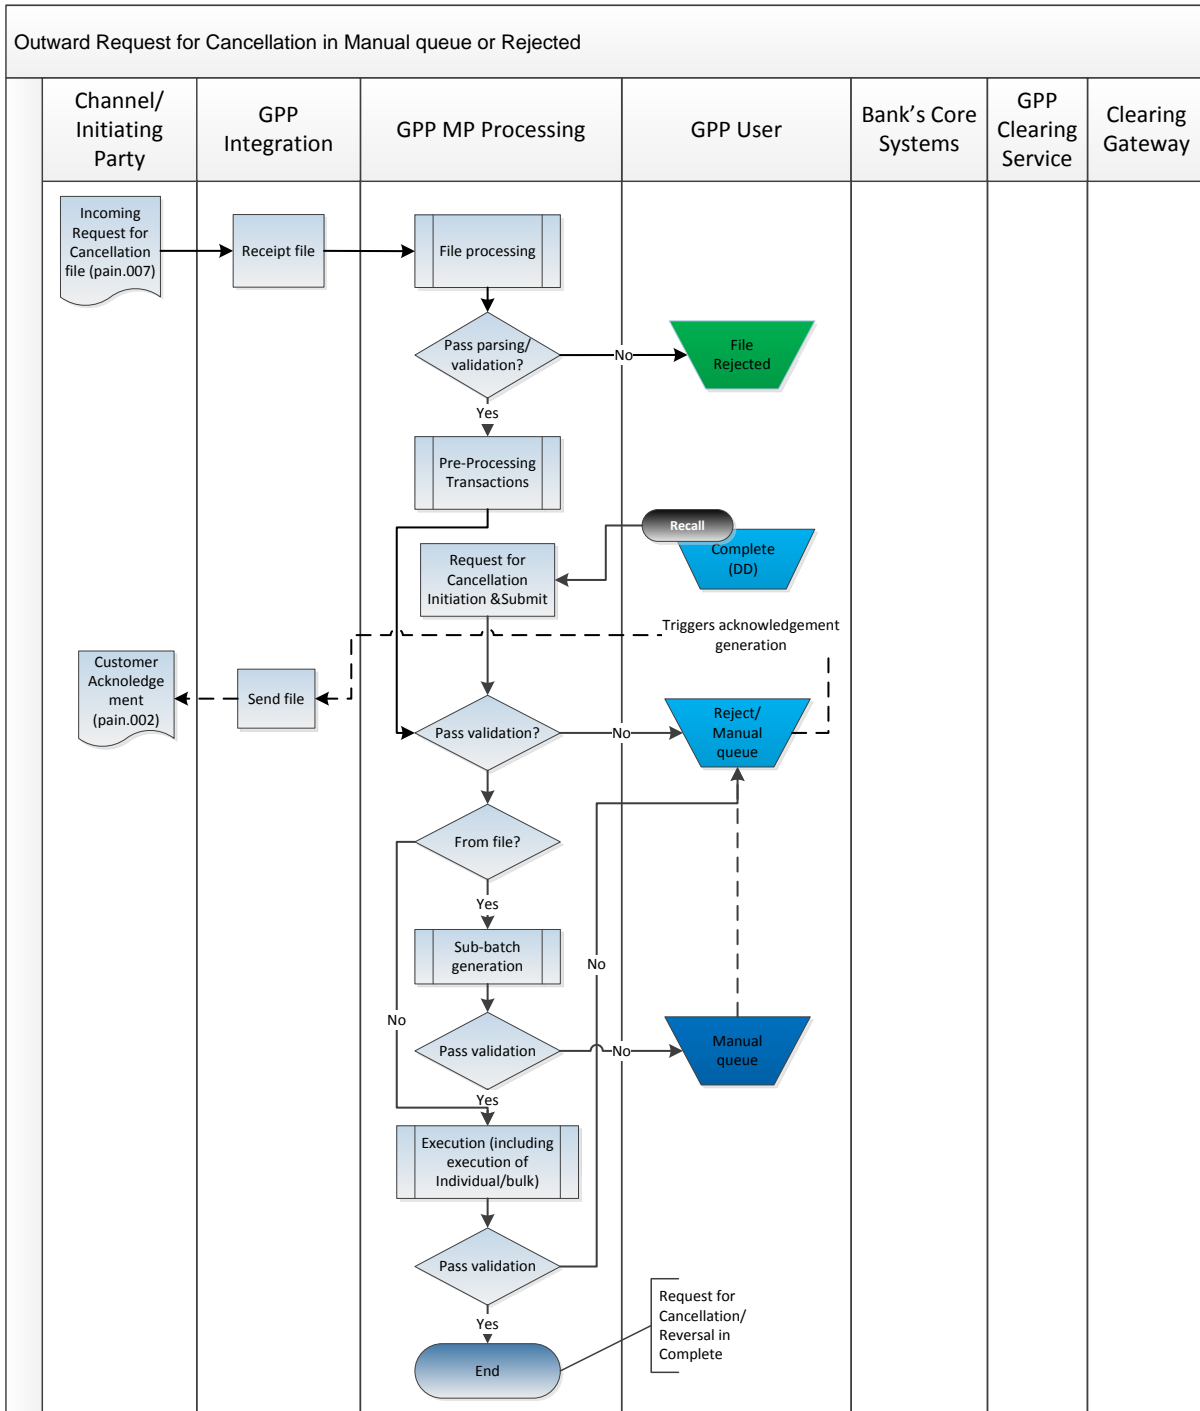 Outward Request for Cancellation in Manual queue or Rejected
Channel/
Initiating
Party
GPP
Integration
GPP MP Processing
GPP User
Bank's Core
Systems
GPP
Clearing
Service
Clearing
Gateway
Incoming
Request for
Cancellation
file (pain.007)
Receipt file
File processing
Pass parsing/
validation?
No
File
Rejected
Yes
Pre-Processing
Transactions
Recall
Complete
(DD)
Request for
Cancellation
Initiation &Submit
Triggers acknowledgement
generation
Customer
Acknoledge
ment
(pain.002)
Send file
Pass validation?
No
Reject/
Manual
queue
From file?
Yes
Sub-batch
generation
No
No
Pass validation
No
Manual
queue
Yes
Execution (including
execution of
Individual/bulk)
Pass validation
Request for
Cancellation/
Reversal in
Complete
Yes
End